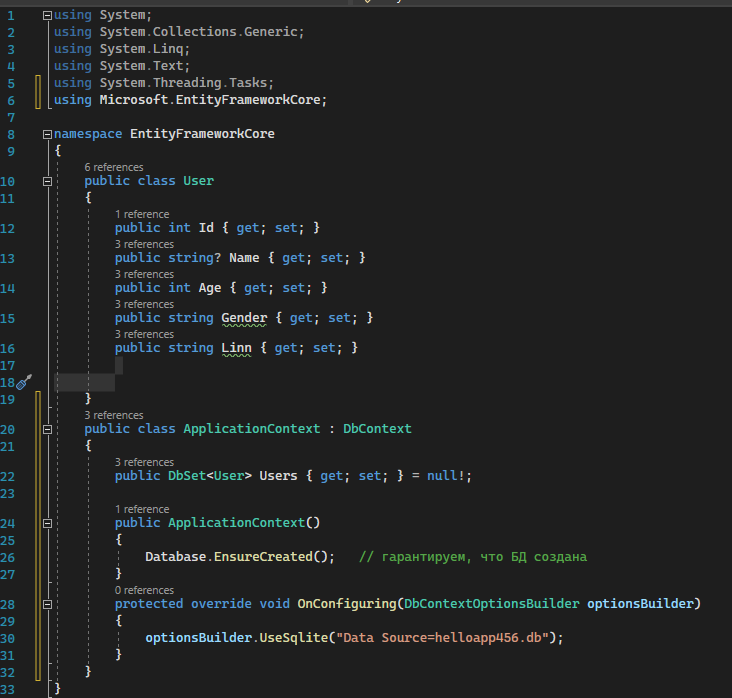 1 using System;
2 using System.Collections.Generic;
3 using System.Linq;
4 using System.Text;
5 using System.Threading.Tasks;
6 using Microsoft.EntityFrameworkCore;
7
8 namespace EntityFrameworkCore
9 {
6 references
10 public class User
11 {
1 reference
12 public int Id { get; set; }
3 references
13 public string? Name { get; set; }
3 references
14 public int Age { get; set; }
3 references
15 public string Gender { get; set; }
3 references
16 public string Linn { get; set; }
17
18
19 }
3 references
20 public class ApplicationContext : DbContext
21 {
3 references
22 public DbSet<User> Users { get; set; } = null!;
23
1 reference
24 public ApplicationContext()
25 {
26 Database.EnsureCreated(); // гарантируем, что БД создана
27 }
0 references
28 protected override void OnConfiguring(DbContextOptionsBuilder optionsBuilder)
29 {
30 optionsBuilder.UseSqlite("Data Source=helloapp456.db");
31 }
32 }
33 }